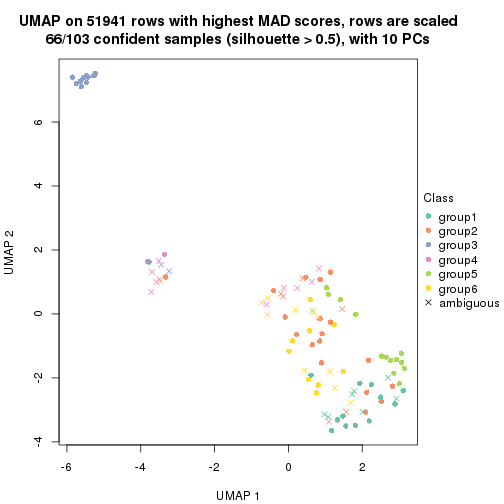 UMAP on 51941 rows with highest MAD scores, rows are scaled
66/103 confident samples (silhouette > 0.5), with 10 PCs
6
4
2
0
-2
-4
UMAP 2
-6
-4
-2
0
2
UMAP 1
Class
group1
group2
group3
group4
group5
group6
ambiguous